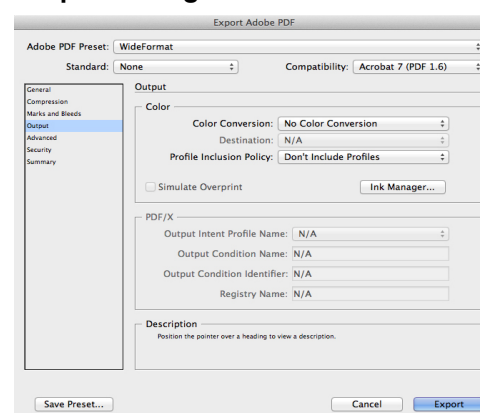 Export Adobe PDF
Adobe PDF Preset: WideFormat
Standard: None Compatibility: Acrobat 7 (PDF 1.6)
General
Compression
Marks and Bleeds
Output
Advanced
Security
Summary
Output
Color
Color Conversion: No Color Conversion
Destination: N/A
Profile Inclusion Policy: Don't Include Profiles
Simulate Overprint Ink Manager...
PDF/X
Output Intent Profile Name: N/A
Output Condition Name: N/A
Output Condition Identifier: N/A
Registry Name: N/A
Description
Position the pointer over a heading to view a description.
Save Preset... Cancel Export